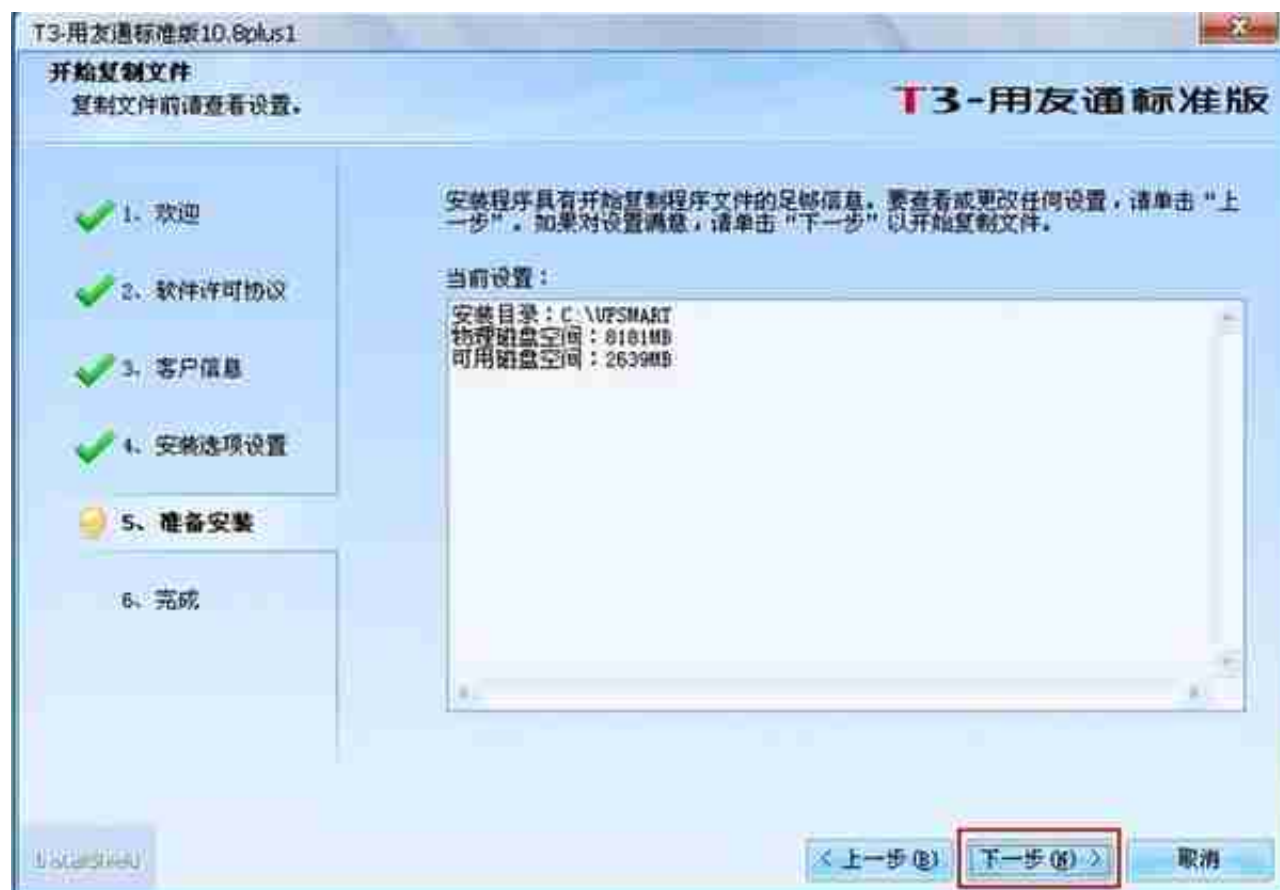 T3-用友通标准版10.8plus1
开始复制文件
复制文件前请查看设置。
T3-用友通标准版
1、欢迎
2、软件许可协议
3、客户信息
4、安装选项设置
5、准备安装
6、完成
安装程序具有开始复制程序文件的足够信息。要查看或更改任何设置，请单击“上
一步”。如果对设置满意，请单击“下一步”以开始复制文件。
当前设置：
安装目录：C:\UFSMART
物理磁盘空间：8181MB
可用磁盘空间：2639MB
InstallShield
< 上一步(B)
下一步(N) >
取消